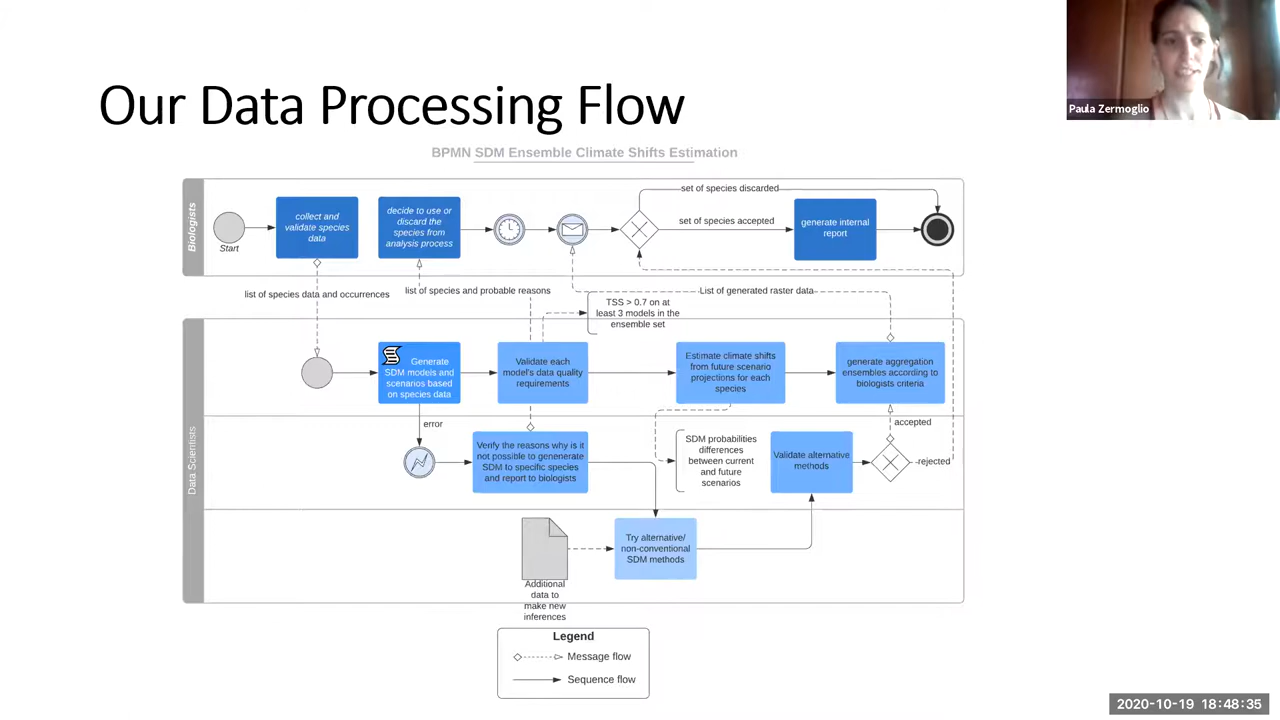 Our Data Processing Flow
Paula Zermoglio
BPMN SDM Ensemble Climate Shifts Estimation
Biologists
Start
collect and
validate species
data
decide to use or
discard the
species from
analysis process
set of species discarded
set of species accepted
generate internal
report
list of species data and occurrences
list of species and probable reasons
List of generated raster data
TSS > 0.7 on at
least 3 models in the
ensemble set
Data Scientists
Generate
SDM models and
scenarios based
on species data
Validate each
model's data quality
requirements
Estimate climate shifts
from future scenario
projections for each
species
generate aggregation
ensembles according to
biologists criteria
error
accepted
Verify the reasons why is it
not possible to genenerate
SDM to specific species
and report to biologists
SDM probabilities
differences
between current
and future
scenarios
Validate alternative
methods
rejected
Try alternative/
non-conventional
SDM methods
Additional
data to
make new
inferences
Legend
Message flow
Sequence flow
2020-10-19 18:48:35